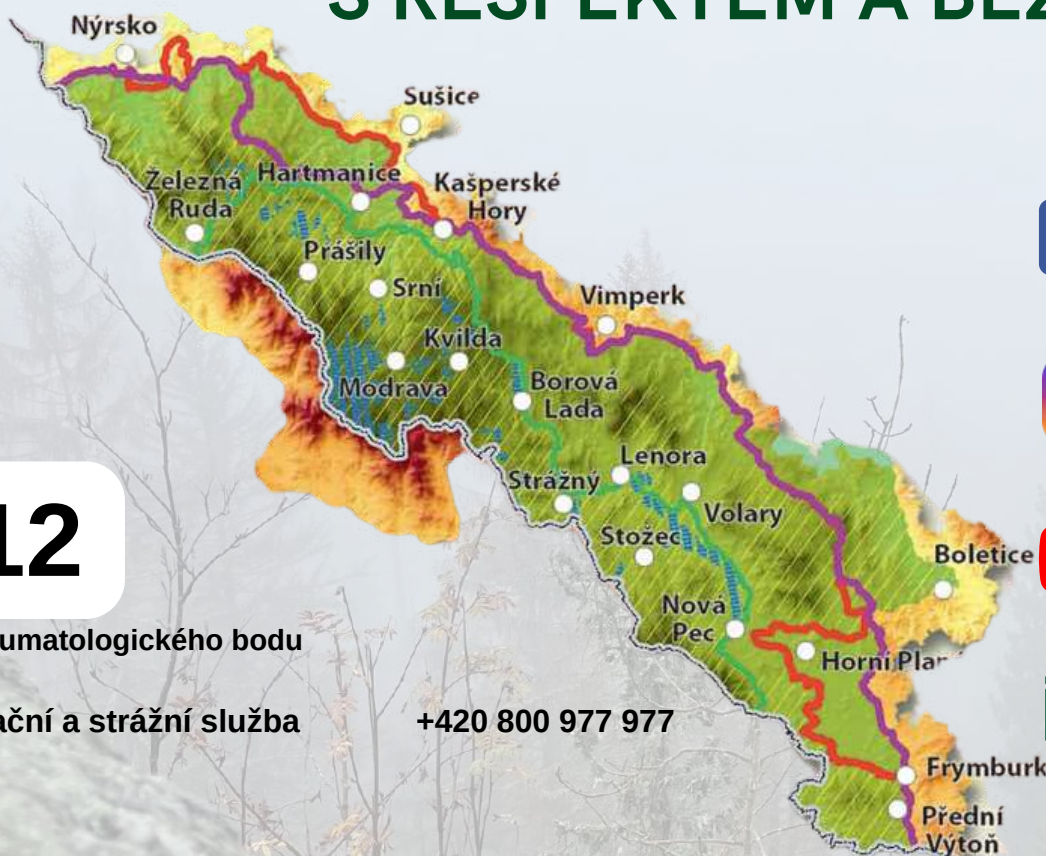 S RESPEKTEM A BEZ
Nýrsko
Sušice
Železná
Ruda
Hartmanice
Kašperské
Hory
Prášily
Srní
Vimperk
Kvilda
Modrava
Borová
Lada
Lenora
Strážný
Volary
Stožec
Boletice
Nová
Pec
Horní Plan
Frymburk
Přední
Výtoň
12
umatologického bodu
ační a strážní služba
+420 800 977 977